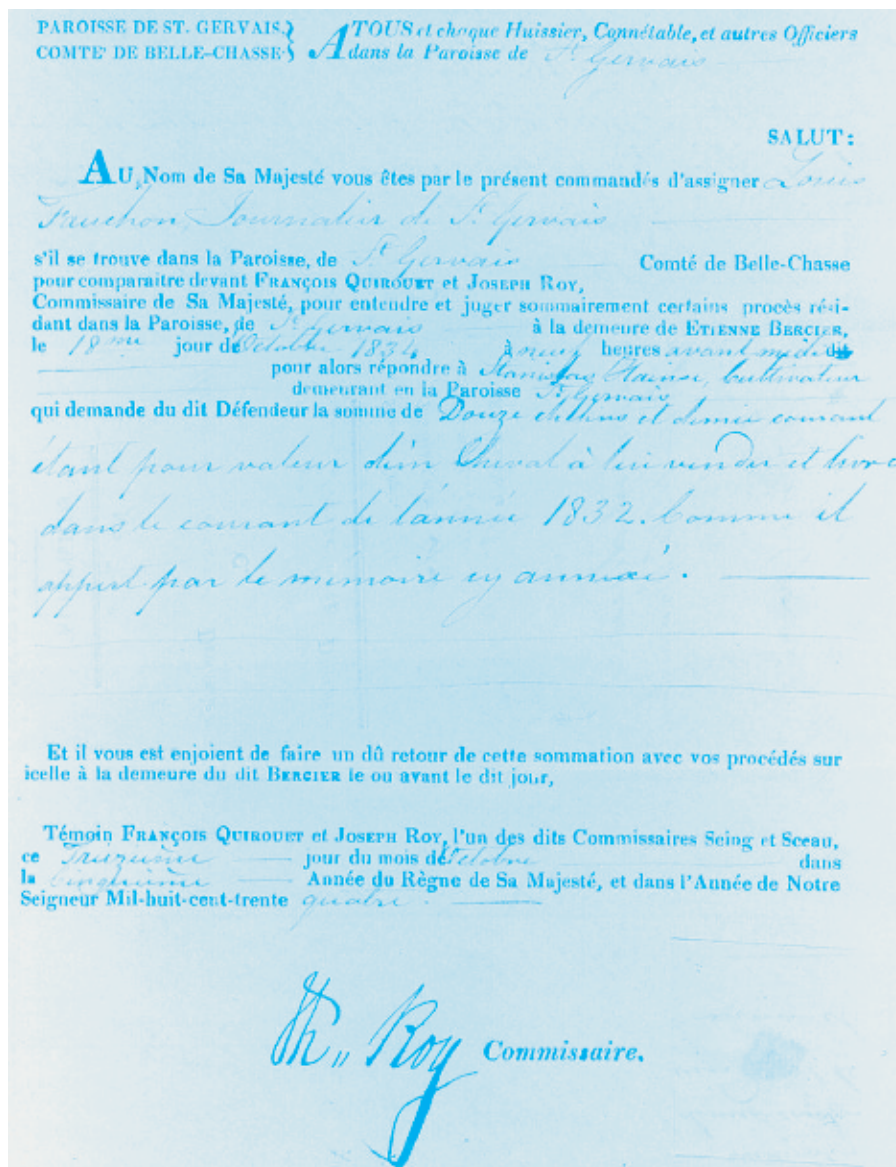 PAROISSE DE ST. GERVAIS,
COMTE' DE BELLE-CHASSE
A TOUS et chaque Huissier, Connétable, et autres Officiers
dans la Paroisse de St. Gervais
SALUT:
AU Nom de Sa Majesté vous êtes par le présent commandés d'assigner Louis
Fauchon, Journalier de St. Gervais
s'il se trouve dans la Paroisse, de St. Gervais Comté de Belle-Chasse
pour comparaitre devant FRANÇOIS QUIROUET et JOSEPH ROY,
Commissaire de Sa Majesté, pour entendre et juger sommairement certains procès rési-
dant dans la Paroisse, de St. Gervais à la demeure de ETIENNE BERCIER,
le 18me jour de Octobre 1834 à neuf heures avant midi dit
pour alors répondre à Stanislas, Cultivateur
demeurant en la Paroisse St. Gervais
qui demande du dit Défendeur la somme de Douze et demie courant
étant pour valeur d'un Cheval à lui vendu et livré
dans le courant de l'année 1832. Comme il
appert par le mémoire cy annexé.
Et il vous est enjoient de faire un dû retour de cette sommation avec vos procédés sur
icelle à la demeure du dit BERCIER le ou avant le dit jour,
Témoin FRANÇOIS QUIROUET et JOSEPH ROY, l'un des dits Commissaires Seing et Sceau,
ce Treizième jour du mois de Octobre dans
la Cinquième Année du Règne de Sa Majesté, et dans l'Année de Notre
Seigneur Mil-huit-cent-trente quatre.
Roy Commissaire.